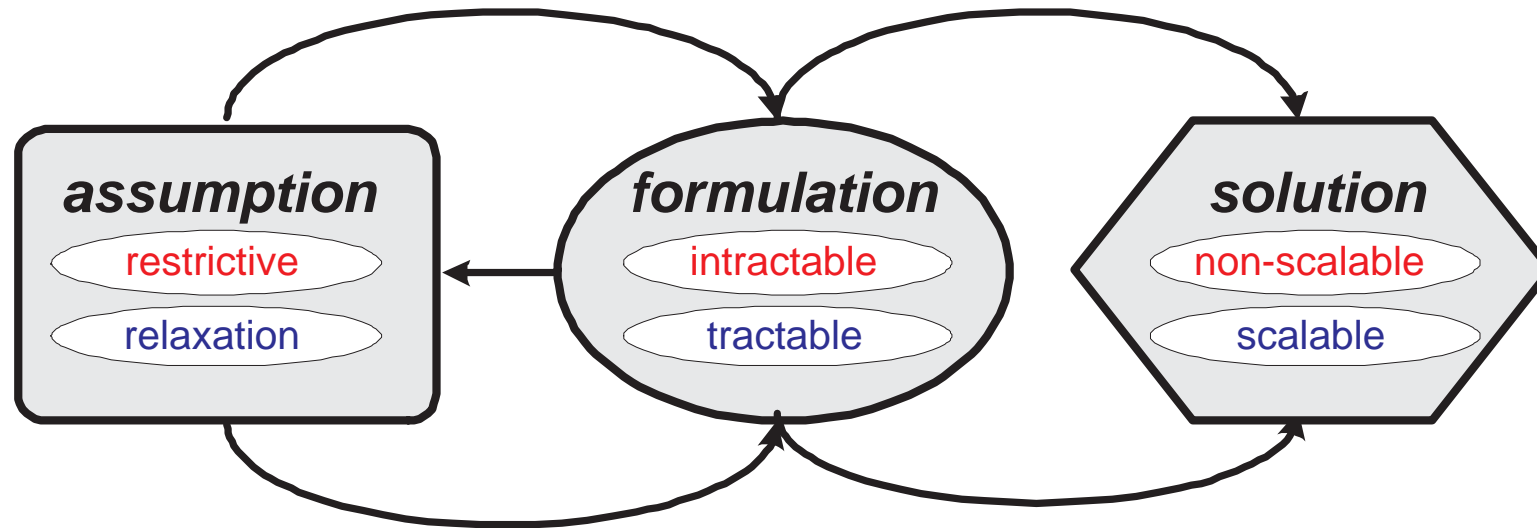 assumption
restrictive
relaxation
formulation
intractable
tractable
solution
non-scalable
scalable